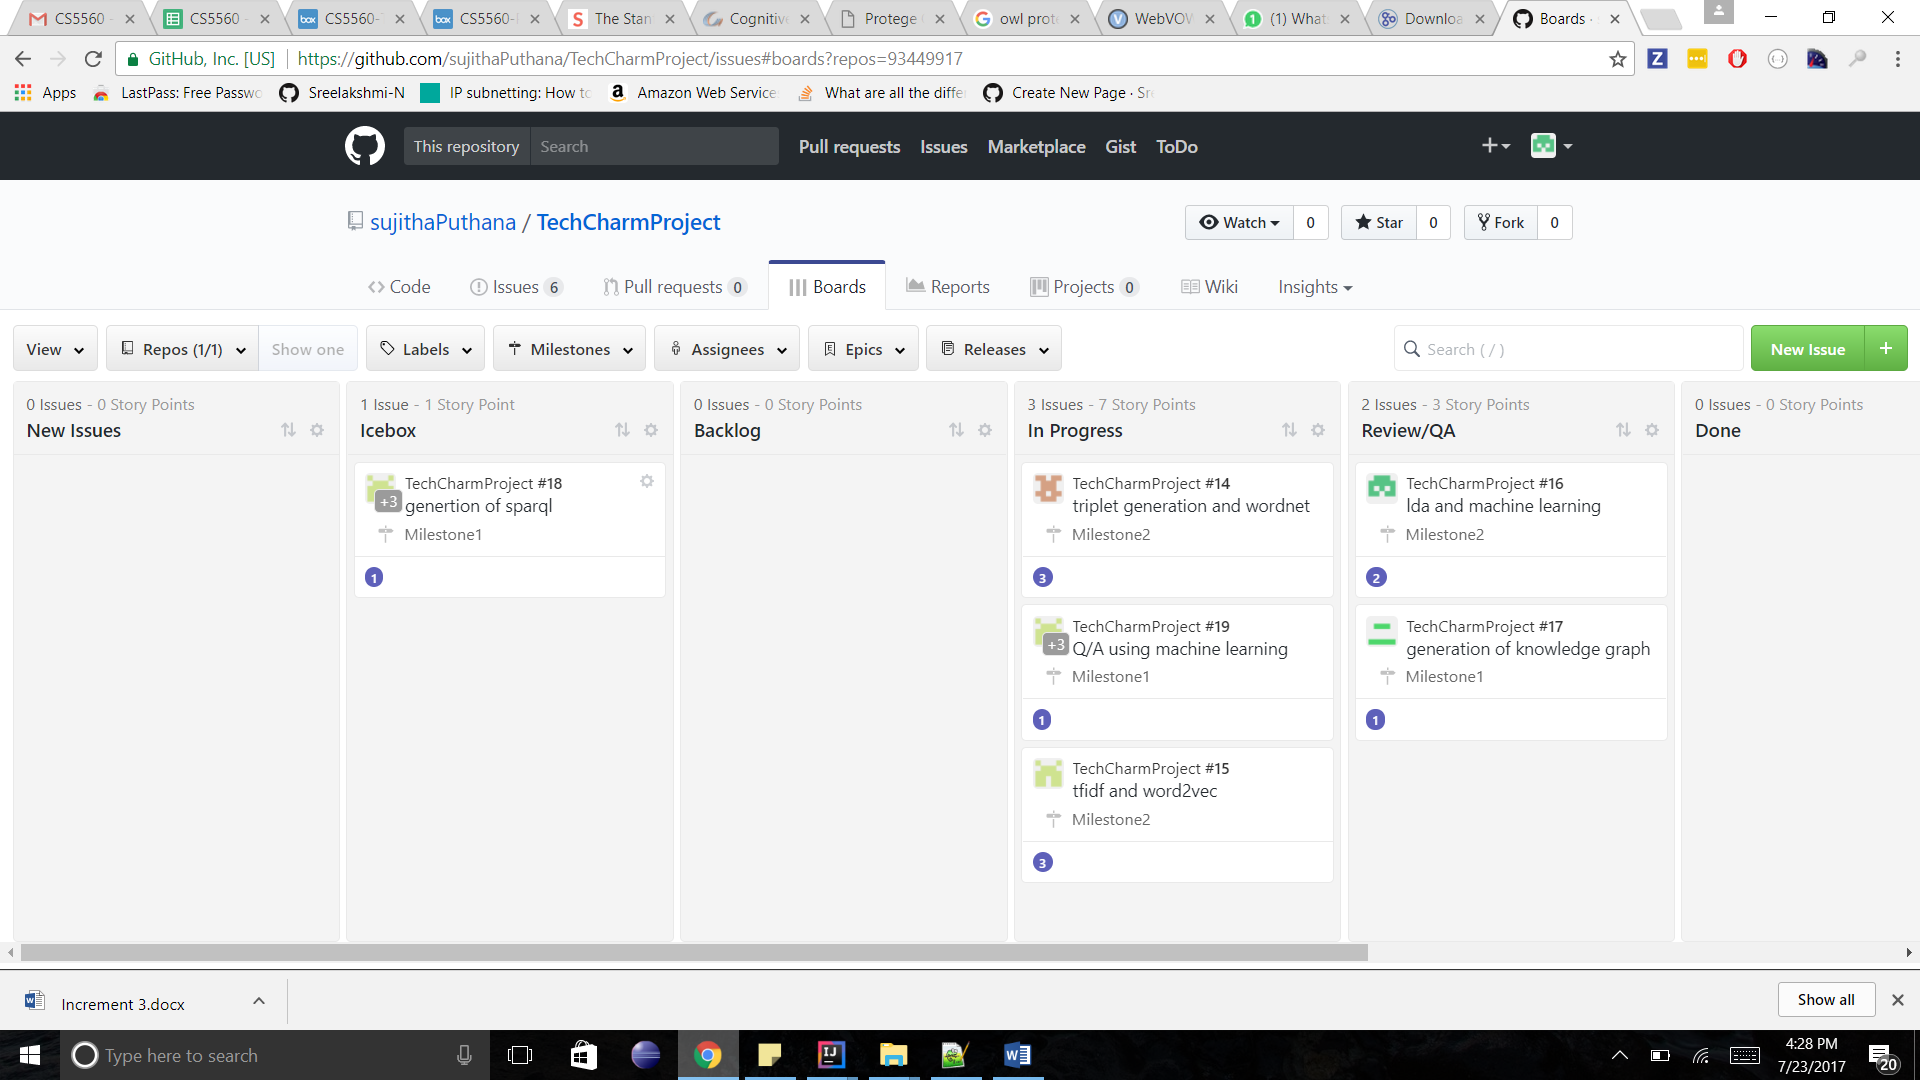 CS5560 -
CS5560 -
CS5560-
CS5560-
The Stan
Cognitive
Protege
owl prote
WebVOW
(1) What
Downloa
Boards ·
GitHub, Inc. [US] https://github.com/sujithaPuthana/TechCharmProject/issues#boards?repos=93449917
Apps LastPass: Free Passwo Sreelakshmi-N IP subnetting: How to Amazon Web Service What are all the differ Create New Page · Sre
This repository Search Pull requests Issues Marketplace Gist ToDo
sujithaPuthana / TechCharmProject Watch 0 Star 0 Fork 0
Code Issues 6 Pull requests 0 Boards Reports Projects 0 Wiki Insights
View Repos (1/1) Show one Labels Milestones Assignees Epics Releases Search ( / ) New Issue +
0 Issues - 0 Story Points
New Issues
1 Issue - 1 Story Point
Icebox
TechCharmProject #18
+3 genertion of sparql
Milestone1
1
0 Issues - 0 Story Points
Backlog
3 Issues - 7 Story Points
In Progress
TechCharmProject #14
triplet generation and wordnet
Milestone2
3
TechCharmProject #19
+3 Q/A using machine learning
Milestone1
1
TechCharmProject #15
tfidf and word2vec
Milestone2
3
2 Issues - 3 Story Points
Review/QA
TechCharmProject #16
lda and machine learning
Milestone2
2
TechCharmProject #17
generation of knowledge graph
Milestone1
1
0 Issues - 0 Story Points
Done
Increment 3.docx Show all
Type here to search
4:28 PM
7/23/2017
20